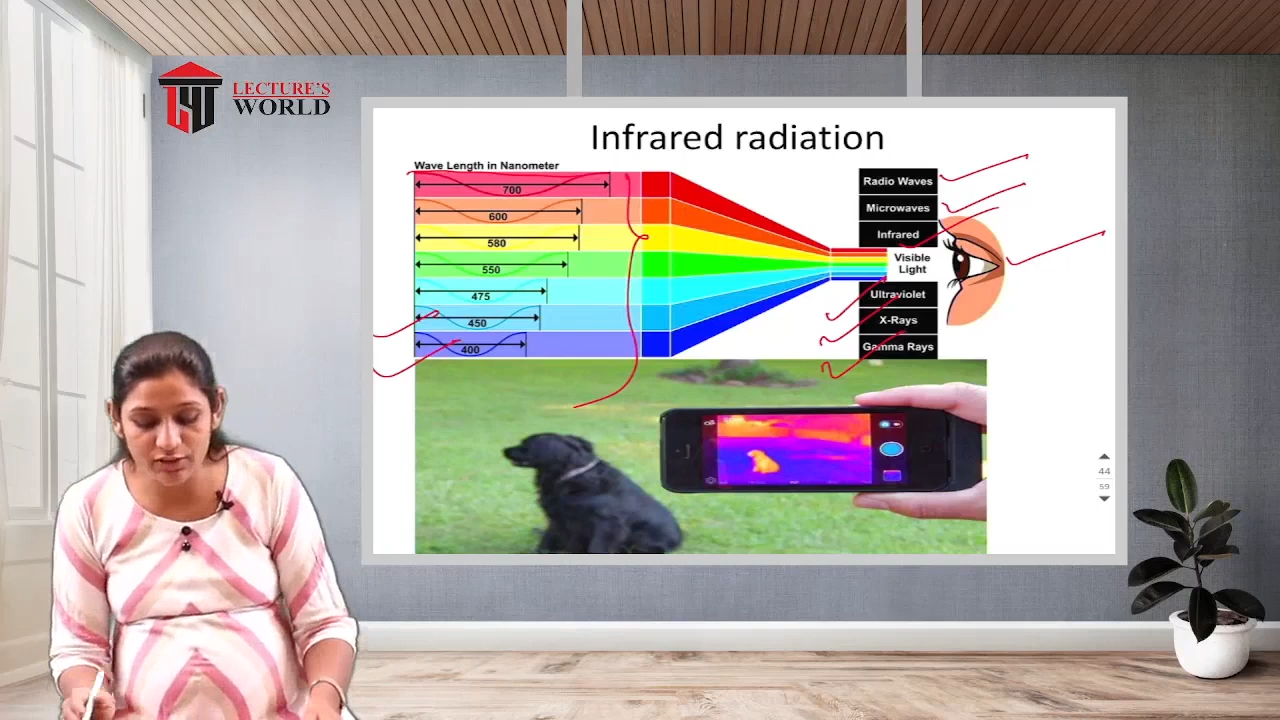 LECTURE'S
WORLD
Infrared radiation
Wave Length in Nanometer
700
600
580
550
475
450
400
Radio Waves
Microwaves
Infrared
Visible
Light
Ultraviolet
X-Rays
Gamma Rays
44
59